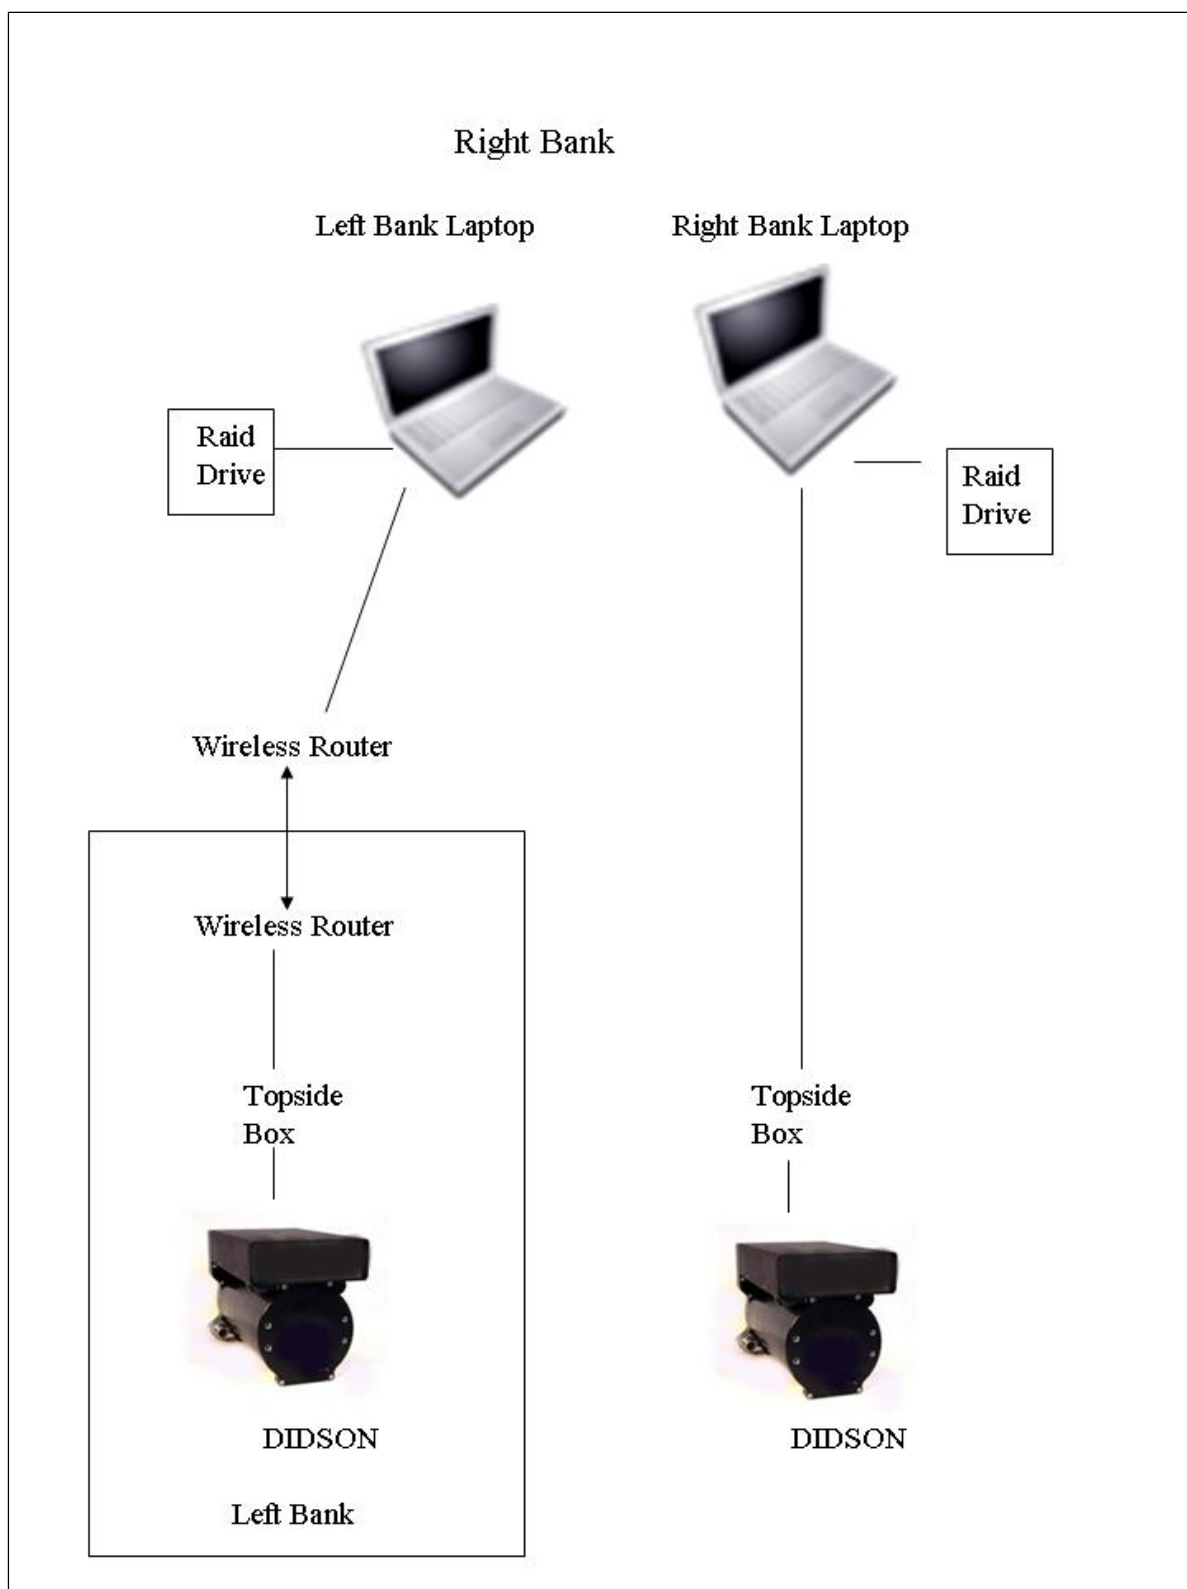 Right Bank
Left Bank Laptop
Right Bank Laptop
Raid
Drive
Raid
Drive
Wireless Router
Wireless Router
Topside
Box
Topside
Box
DIDSON
DIDSON
Left Bank